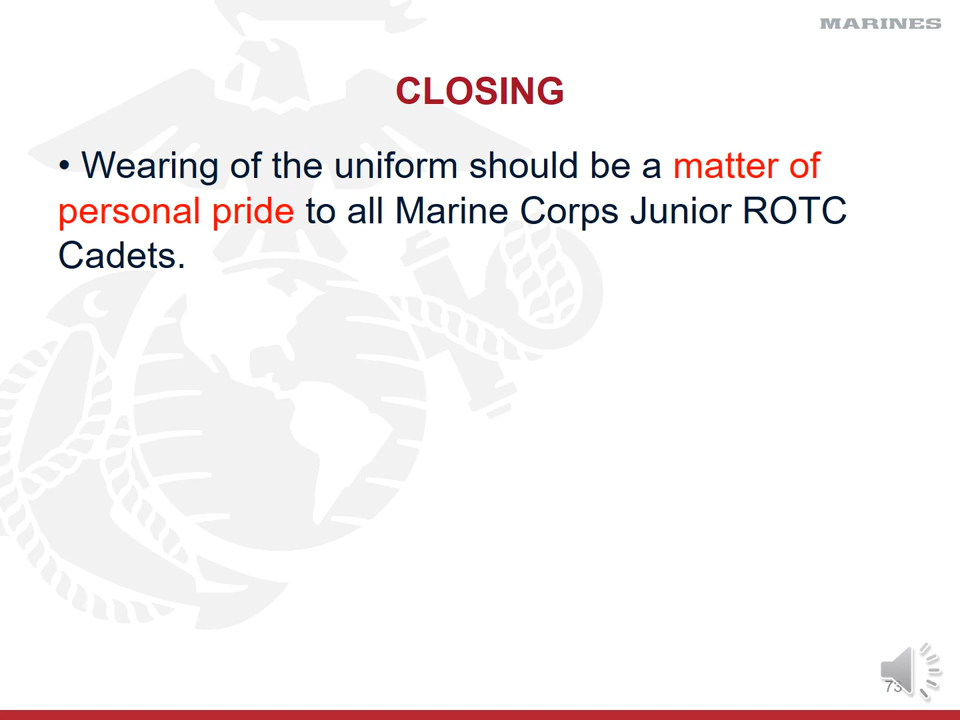 MARINES
CLOSING
• Wearing of the uniform should be a matter of
personal pride to all Marine Corps Junior ROTC
Cadets.
73